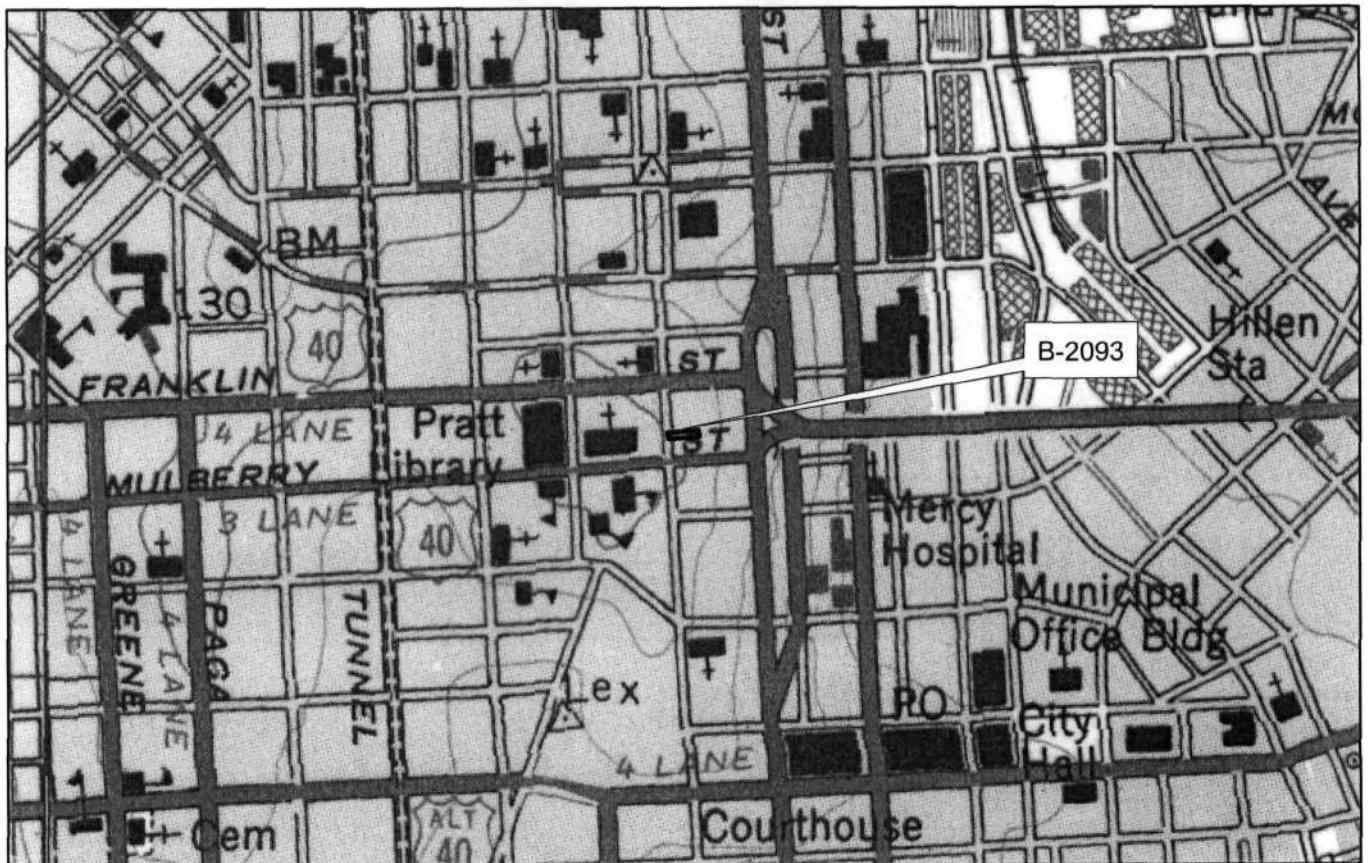 ST
BM
130
40
Hillen
Sta
B-2093
FRANKLIN
ST
4 LANE
Pratt
Library
ST
MULBERRY
3 LANE
40
4 LANE
GREENE
4 LANE
PACA
TUNNEL
Mercy
Hospital
Municipal
Office Bldg
Lex
PO
City
Hall
4 LANE
AVE
Cem
ALT
40
Courthouse